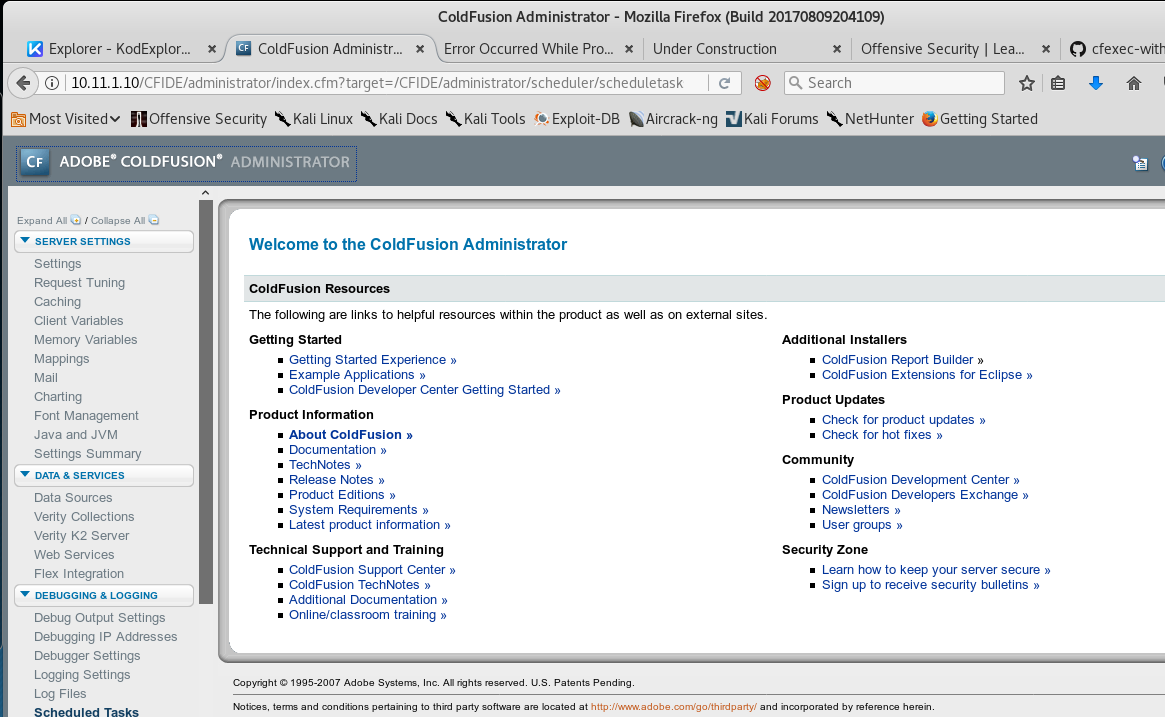 ColdFusion Administrator - Mozilla Firefox (Build 20170809204109)
Explorer - KodExplor... × ColdFusion Administr... × Error Occurred While Pro... × Under Construction × Offensive Security | Lea... × cfexec-with
10.11.1.10/CFIDE/administrator/index.cfm?target=/CFIDE/administrator/scheduler/scheduletask Search
Most Visited Offensive Security Kali Linux Kali Docs Kali Tools Exploit-DB Aircrack-ng Kali Forums NetHunter Getting Started
CF ADOBE® COLDFUSION® ADMINISTRATOR
Expand All / Collapse All
SERVER SETTINGS
Settings
Request Tuning
Caching
Client Variables
Memory Variables
Mappings
Mail
Charting
Font Management
Java and JVM
Settings Summary
DATA & SERVICES
Data Sources
Verity Collections
Verity K2 Server
Web Services
Flex Integration
DEBUGGING & LOGGING
Debug Output Settings
Debugging IP Addresses
Debugger Settings
Logging Settings
Log Files
Scheduled Tasks
Welcome to the ColdFusion Administrator
ColdFusion Resources
The following are links to helpful resources within the product as well as on external sites.
Getting Started
Getting Started Experience »
Example Applications »
ColdFusion Developer Center Getting Started »
Product Information
About ColdFusion »
Documentation »
TechNotes »
Release Notes »
Product Editions »
System Requirements »
Latest product information »
Technical Support and Training
ColdFusion Support Center »
ColdFusion TechNotes »
Additional Documentation »
Online/classroom training »
Additional Installers
ColdFusion Report Builder »
ColdFusion Extensions for Eclipse »
Product Updates
Check for product updates »
Check for hot fixes »
Community
ColdFusion Development Center »
ColdFusion Developers Exchange »
Newsletters »
User groups »
Security Zone
Learn how to keep your server secure »
Sign up to receive security bulletins »
Copyright © 1995-2007 Adobe Systems, Inc. All rights reserved. U.S. Patents Pending.
Notices, terms and conditions pertaining to third party software are located at http://www.adobe.com/go/thirdparty/ and incorporated by reference herein.